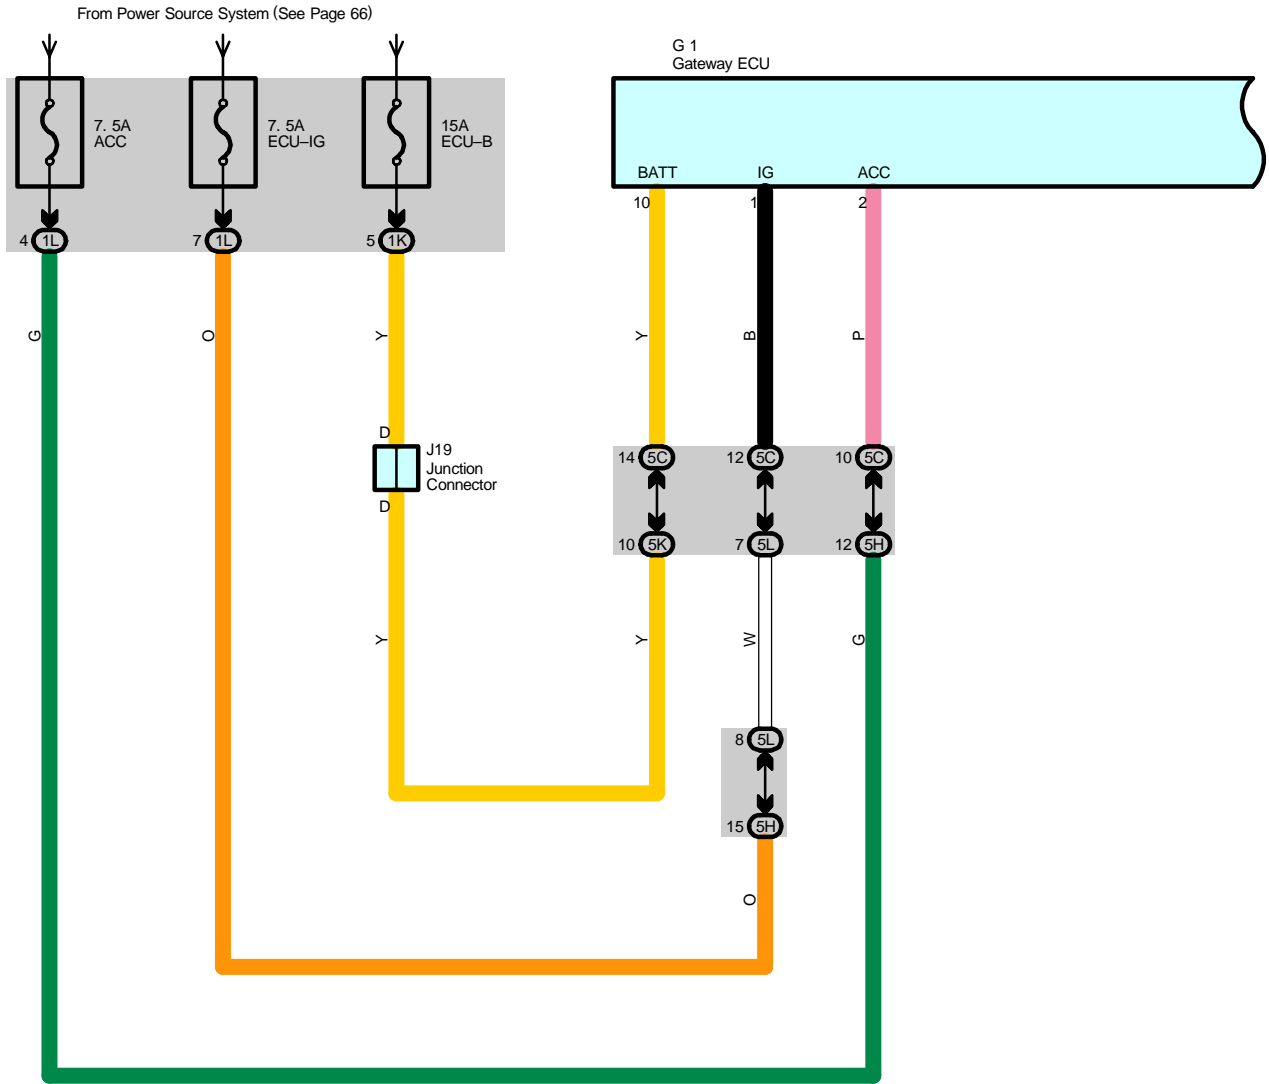 From Power Source System (See Page 66)
G 1
Gateway ECU
7. 5A
ACC
7. 5A
ECU–IG
15A
ECU–B
BATT
IG
ACC
10
1
2
4
1L
7
1L
5
1K
G
O
Y
Y
B
P
D
J19
Junction
Connector
D
14
5C
12
5C
10
5C
10
5K
7
5L
12
5H
Y
Y
W
G
8
5L
15
5H
O